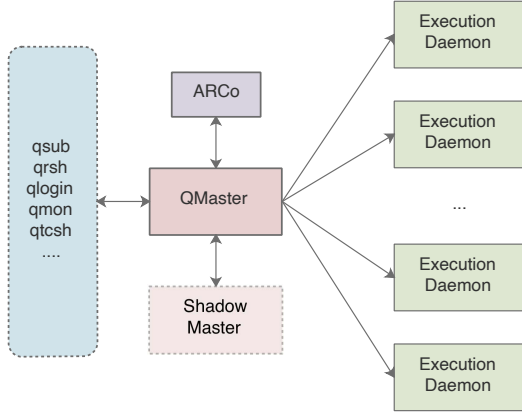 qsub
qrsh
qlogin
qmon
qtcsh
....
ARCo
QMaster
Shadow
Master
Execution
Daemon
Execution
Daemon
...
Execution
Daemon
Execution
Daemon